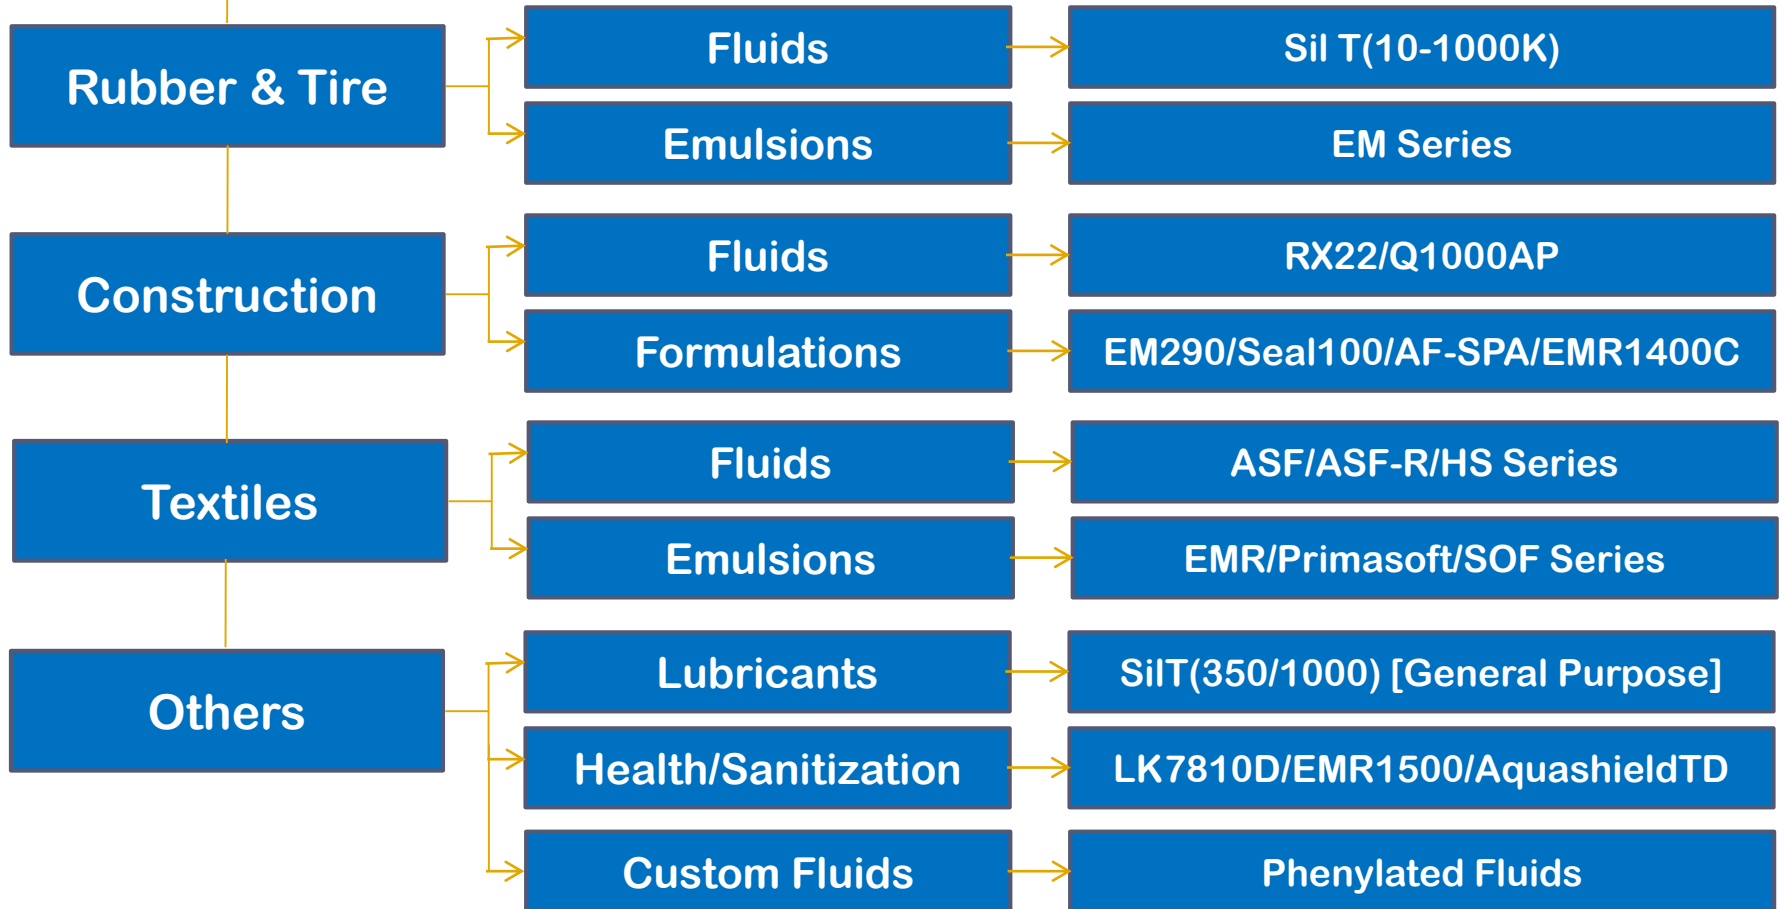 Rubber & Tire
Fluids
Sil T(10-1000K)
Emulsions
EM Series
Construction
Fluids
RX22/Q1000AP
Formulations
EM290/Seal100/AF-SPA/EMR1400C
Textiles
Fluids
ASF/ASF-R/HS Series
Emulsions
EMR/Primasoft/SOF Series
Others
Lubricants
SilT(350/1000) [General Purpose]
Health/Sanitization
LK7810D/EMR1500/AquashieldTD
Custom Fluids
Phenylated Fluids